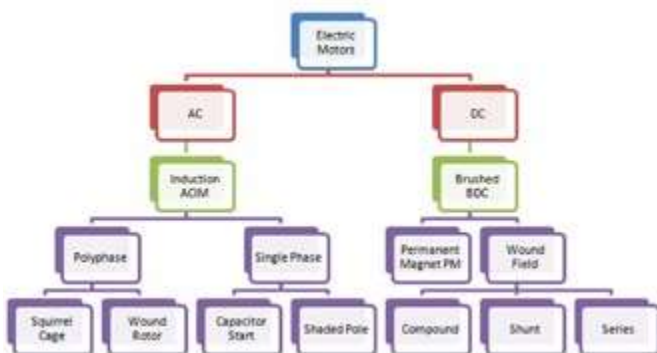 Electric
Motors
AC
DC
Induction
ACIM
Brushed
BDC
Polyphase
Single Phase
Permanent
Magnet PM
Wound
Field
Squirrel
Cage
Wound
Rotor
Capacitor
Start
Shaded Pole
Compound
Shunt
Series